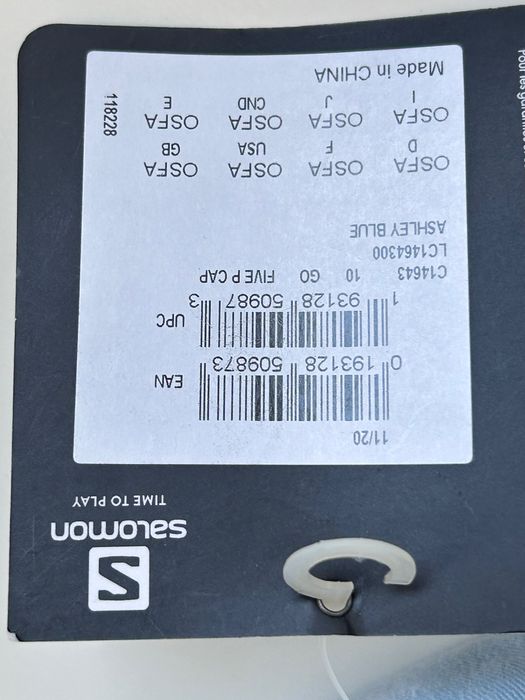 salomon
TIME TO PLAY
11/20
EAN
0 193128 509873
UPC
1 93128 50987 3
C14643 10 GO FIVE P CAP
LC1464300
ASHLEY BLUE
D F USA GB
OSFA OSFA OSFA OSFA
I J CND E
OSFA OSFA OSFA OSFA
Made in CHINA
118228